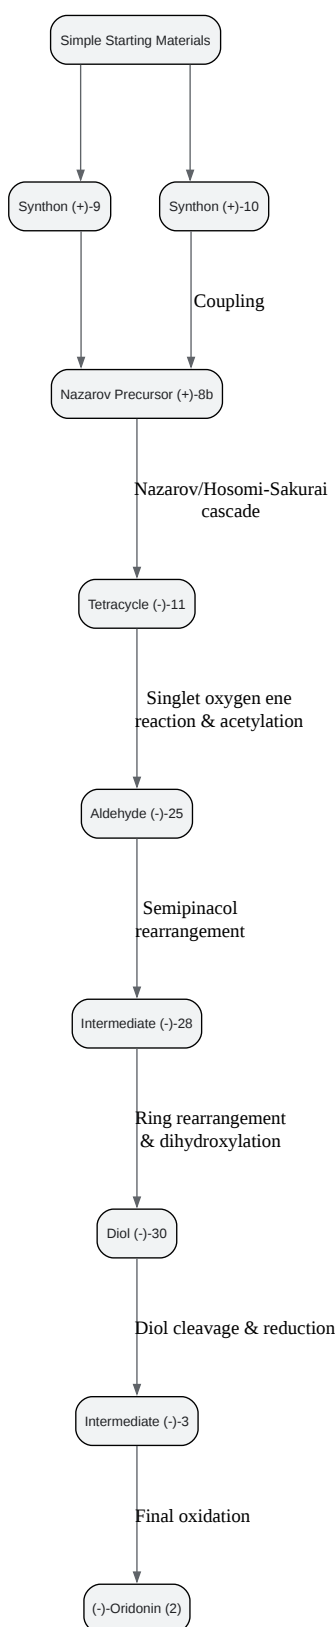 Simple Starting Materials
Synthon (+)-9
Synthon (+)-10
Coupling
Nazarov Precursor (+)-8b
Nazarov/Hosomi-Sakurai
cascade
Tetracycle (-)-11
Singlet oxygen ene
reaction & acetylation
Aldehyde (-)-25
Semipinacol
rearrangement
Intermediate (-)-28
Ring rearrangement
& dihydroxylation
Diol (-)-30
Diol cleavage & reduction
Intermediate (-)-3
Final oxidation
(-)-Oridonin (2)